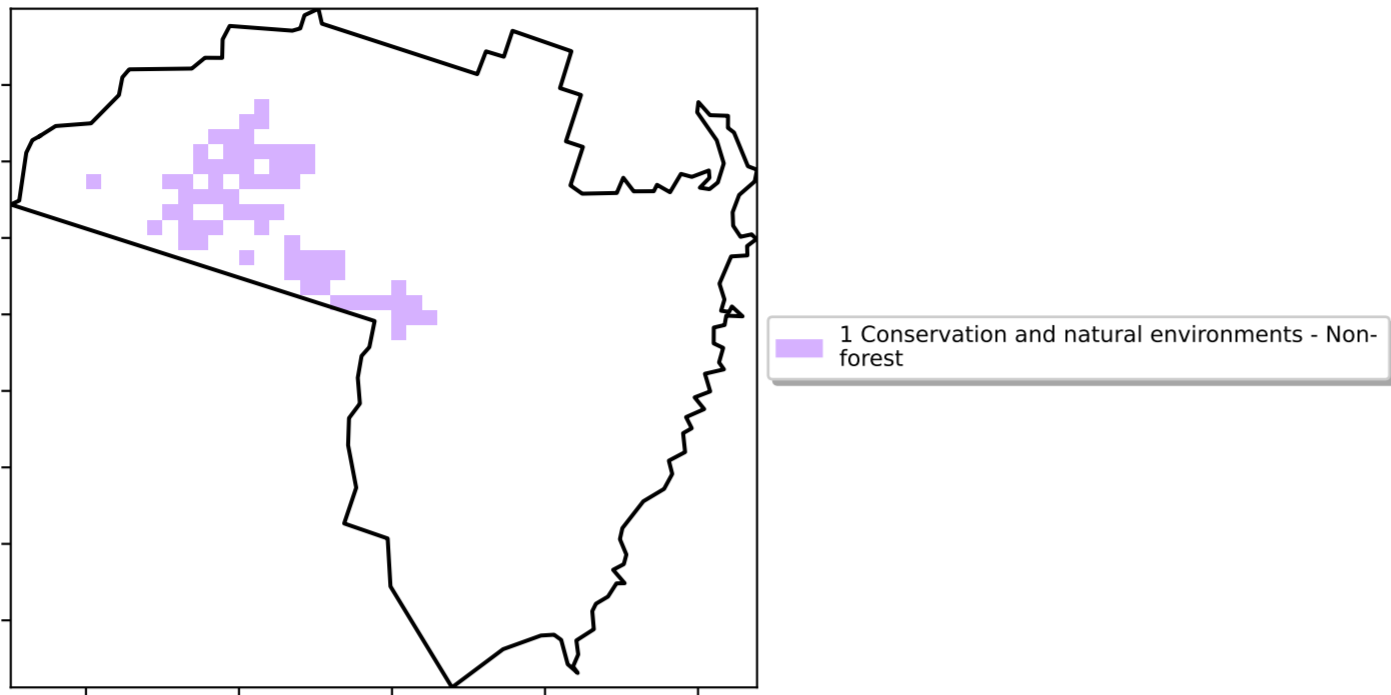 1 Conservation and natural environments - Non-
forest